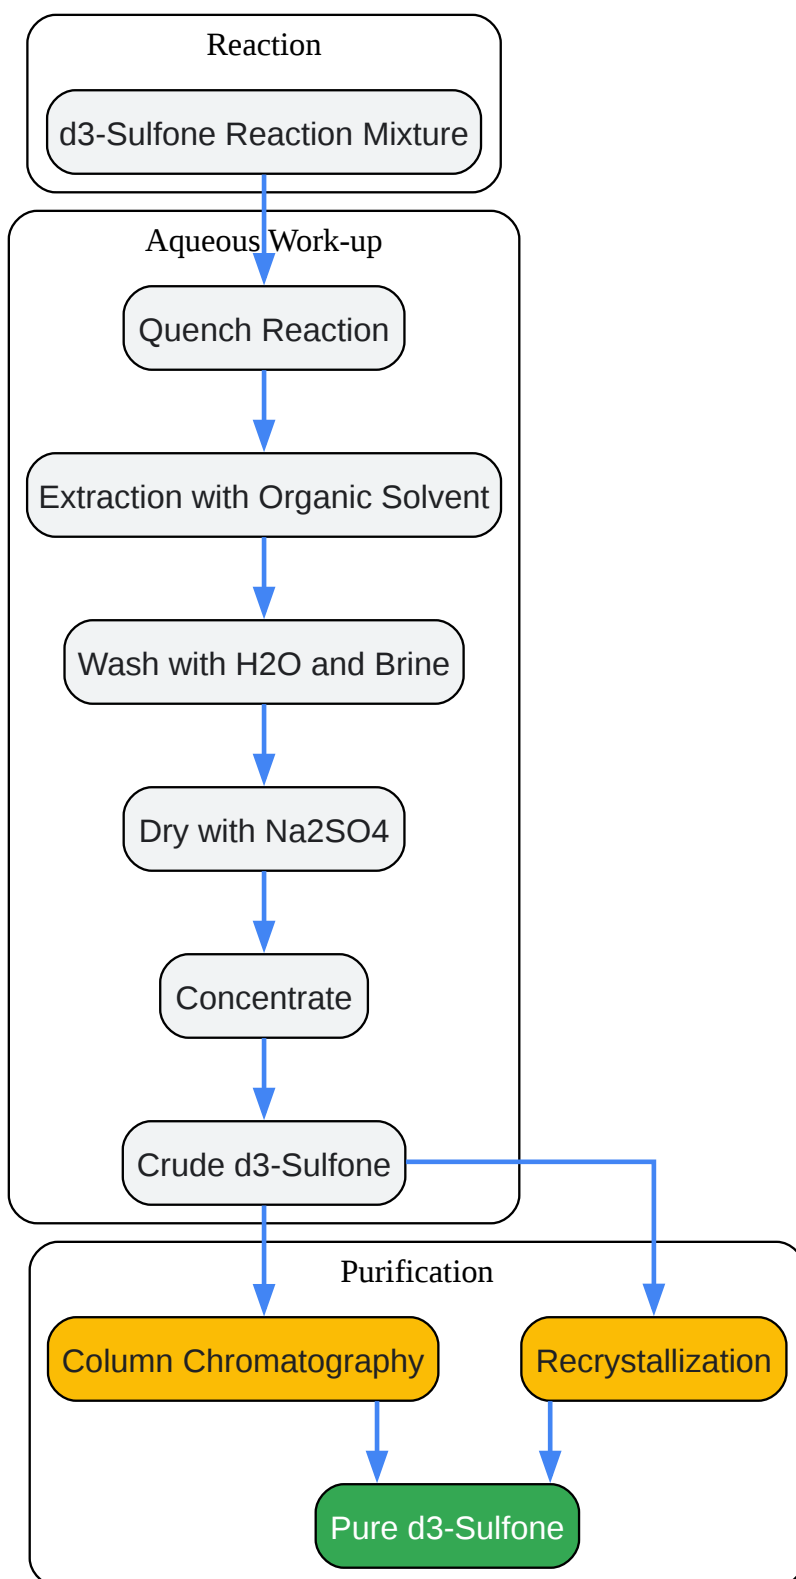 Reaction
d3-Sulfone Reaction Mixture
Aqueous Work-up
Quench Reaction
Extraction with Organic Solvent
Wash with H2O and Brine
Dry with Na2SO4
Concentrate
Crude d3-Sulfone
Purification
Column Chromatography
Recrystallization
Pure d3-Sulfone